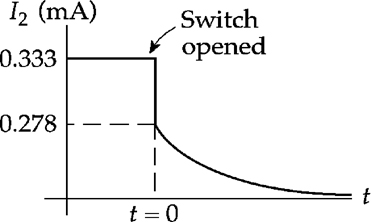 I₂ (mA)
Switch
opened
0.333
0.278
t
t = 0